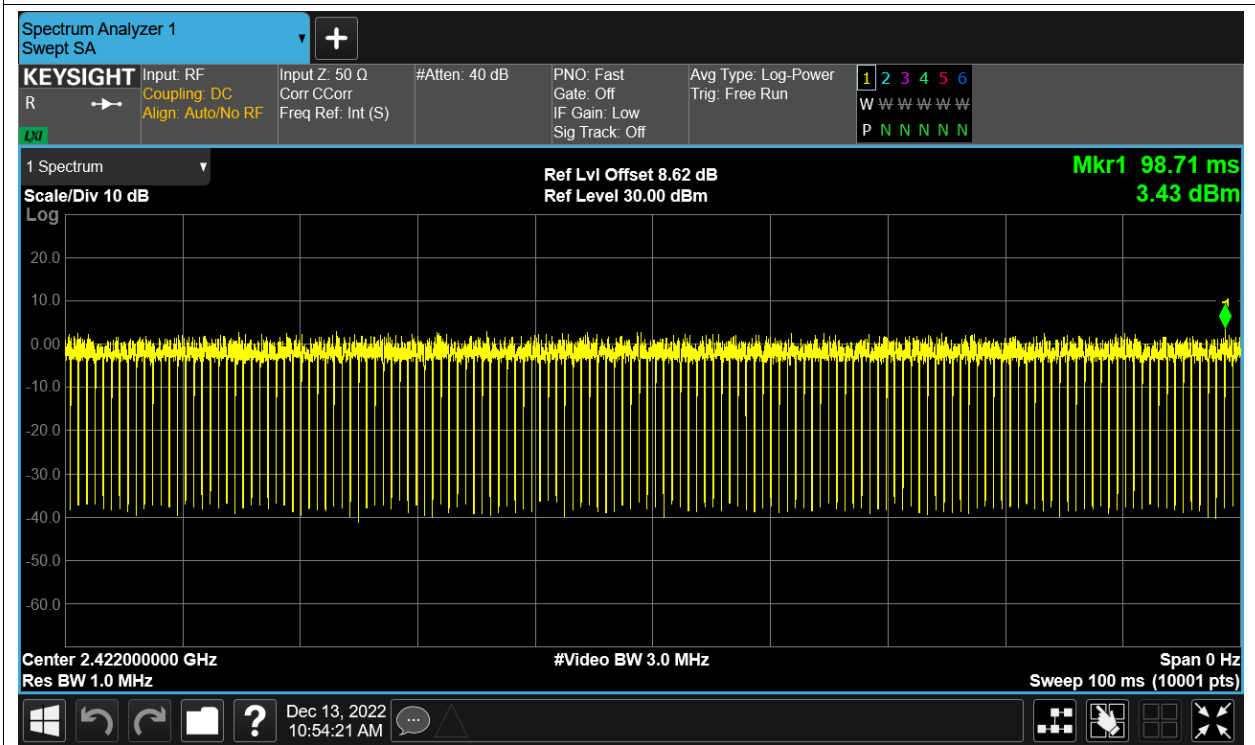 Spectrum Analyzer 1
Swept SA
KEYSIGHT
R
LXI
Input: RF
Coupling: DC
Align: Auto/No RF
Input Z: 50 Ω
Corr CCorr
Freq Ref: Int (S)
#Atten: 40 dB
PNO: Fast
Gate: Off
IF Gain: Low
Sig Track: Off
Avg Type: Log-Power
Trig: Free Run
1 2 3 4 5 6
W W W W W W
P N N N N N
1 Spectrum
Scale/Div 10 dB
Log
Ref Lvl Offset 8.62 dB
Ref Level 30.00 dBm
Mkr1 98.71 ms
3.43 dBm
20.0
10.0
1
0.00
-10.0
-20.0
-30.0
-40.0
-50.0
-60.0
Center 2.422000000 GHz
#Video BW 3.0 MHz
Span 0 Hz
Res BW 1.0 MHz
Sweep 100 ms (10001 pts)
?
Dec 13, 2022
10:54:21 AM